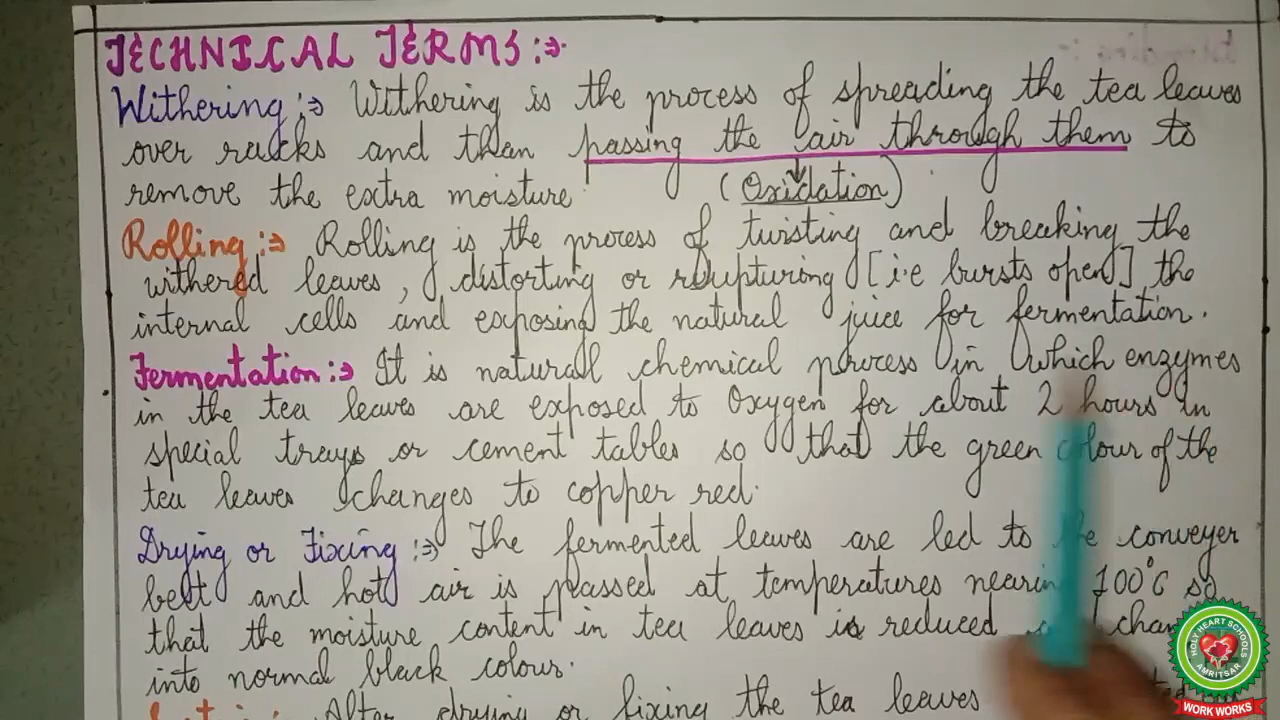 TECHNICAL TERMS :→
Withering :→ Withering is the process of spreading the tea leaves
over racks and than passing the air through them to
remove the extra moisture (Oxidation)
Rolling :→ Rolling is the process of twisting and breaking the
withered leaves, distorting or rupturing [i.e bursts open] the
internal cells and exposing the natural juice for fermentation.
Fermentation :→ It is natural chemical process in which enzymes
in the tea leaves are exposed to Oxygen for about 2 hours in
special trays or cement tables so that the green colour of the
tea leaves changes to copper red.
Drying or Fixing :→ The fermented leaves are led to the conveyer
belt and hot air is passed at temperatures nearing 100°C so
that the moisture content in tea leaves is reduced
into normal black colour.
After drying or fixing the tea leaves
HOLY HEART SCHOOLS
AMRITSAR
WORK WORKS